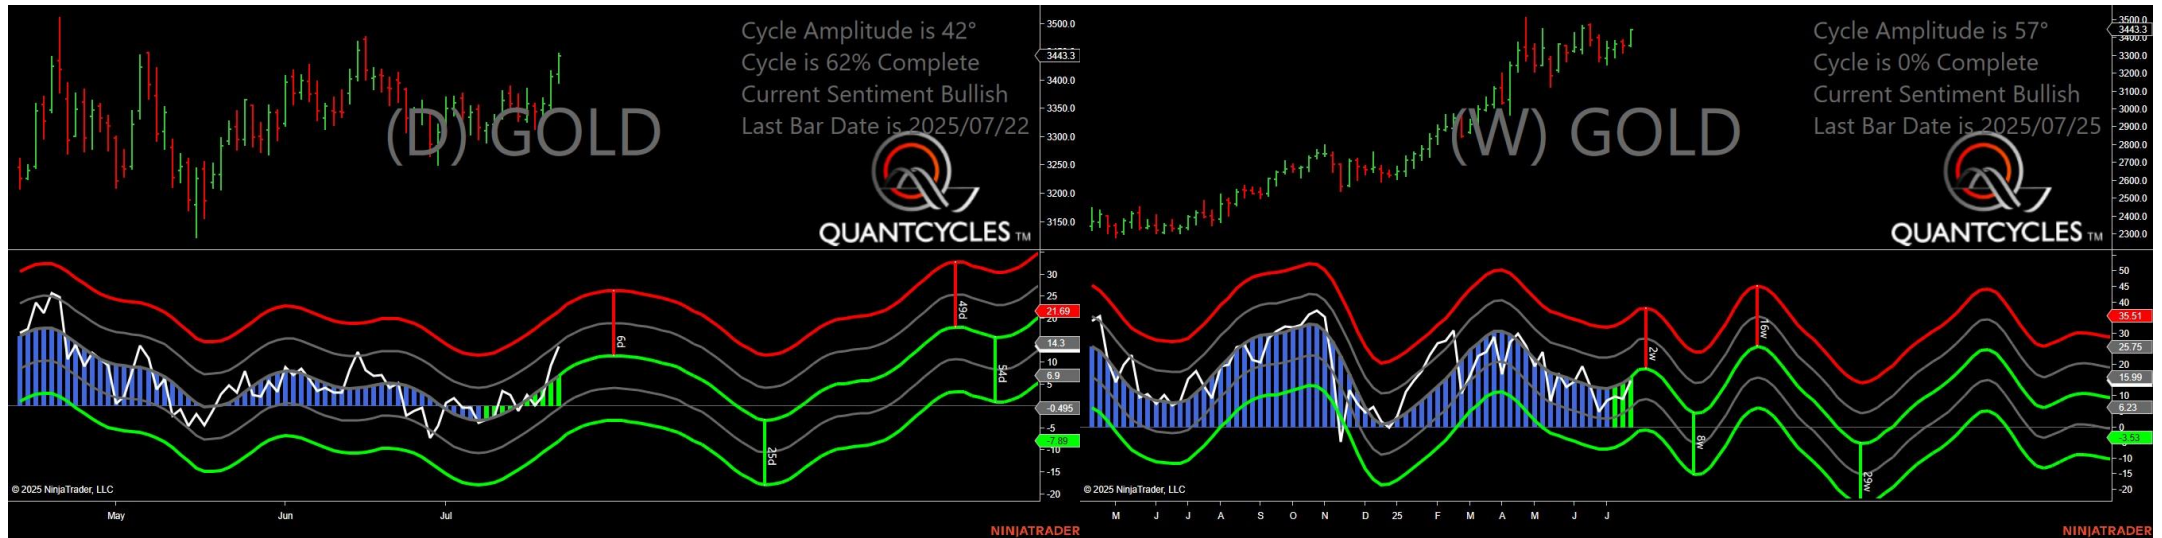 Cycle Amplitude is 42°
Cycle is 62% Complete
Current Sentiment Bullish
Last Bar Date is 2025/07/22
(D) GOLD
QUANTCYCLES TM
3500.0
3443.3
3400.0
3350.0
3300.0
3250.0
3200.0
3150.0
6d
25d
49d
54d
30
25
21.69
20
14.3
10
6.9
5
-0.495
-5
-7.89
-10
-15
-20
© 2025 NinjaTrader, LLC
May
Jun
Jul
NINJATRADER
Cycle Amplitude is 57°
Cycle is 0% Complete
Current Sentiment Bullish
Last Bar Date is 2025/07/25
(W) GOLD
QUANTCYCLES TM
3500.0
3443.3
3400.0
3300.0
3200.0
3100.0
3000.0
2900.0
2800.0
2700.0
2600.0
2500.0
2400.0
2300.0
2w
8w
16w
29w
50
45
40
35.51
30
25.75
20
15.99
10
6.23
0
-3.53
-10
-15
-20
© 2025 NinjaTrader, LLC
M J J A S O N D 25 F M A M J J
NINJATRADER